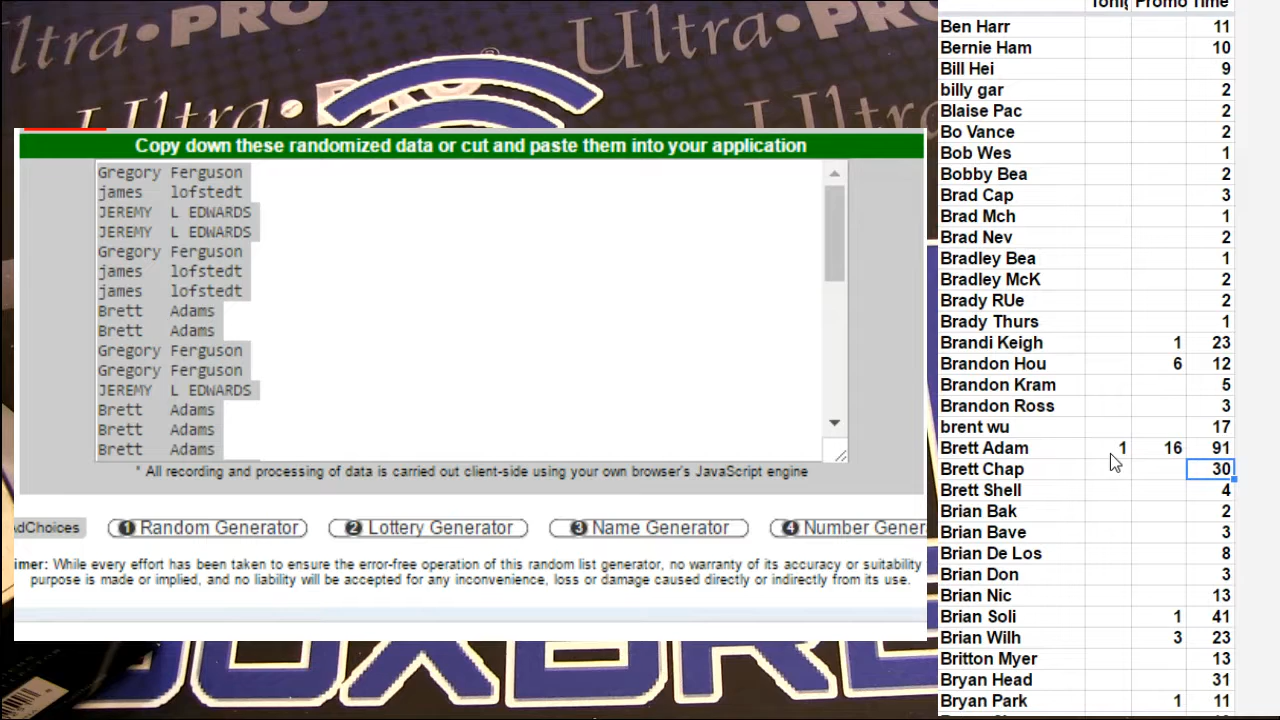 ltra • PRO
Ultra • PRO
®
Copy down these randomized data or cut and paste them into your application
Gregory Ferguson
james lofstedt
JEREMY L EDWARDS
JEREMY L EDWARDS
Gregory Ferguson
james lofstedt
james lofstedt
Brett Adams
Brett Adams
Gregory Ferguson
Gregory Ferguson
JEREMY L EDWARDS
Brett Adams
Brett Adams
Brett Adams
* All recording and processing of data is carried out client-side using your own browser's JavaScript engine
dChoices
1 Random Generator
2 Lottery Generator
3 Name Generator
4 Number Gener
imer: While every effort has been taken to ensure the error-free operation of this random list generator, no warranty of its accuracy or suitability
purpose is made or implied, and no liability will be accepted for any inconvenience, loss or damage caused directly or indirectly from its use.
Promo Time
Ben Harr 11
Bernie Ham 10
Bill Hei 9
billy gar 2
Blaise Pac 2
Bo Vance 2
Bob Wes 1
Bobby Bea 2
Brad Cap 3
Brad Mch 1
Brad Nev 2
Bradley Bea 1
Bradley McK 2
Brady RUe 2
Brady Thurs 1
Brandi Keigh 1 23
Brandon Hou 6 12
Brandon Kram 5
Brandon Ross 3
brent wu 17
Brett Adam 1 16 91
Brett Chap 30
Brett Shell 4
Brian Bak 2
Brian Bave 3
Brian De Los 8
Brian Don 3
Brian Nic 13
Brian Soli 1 41
Brian Wilh 3 23
Britton Myer 13
Bryan Head 31
Bryan Park 1 11